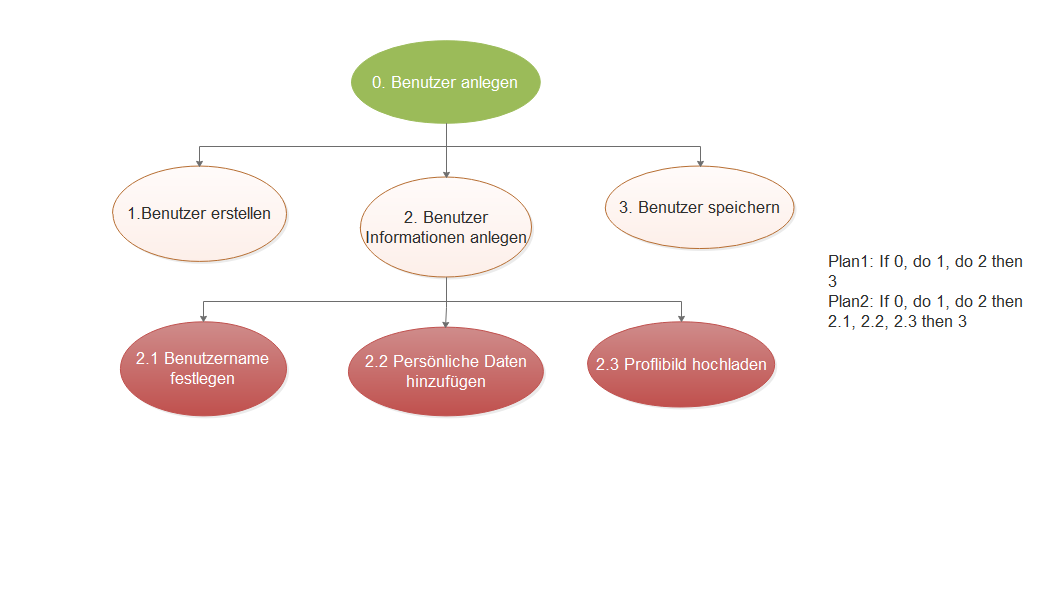 0. Benutzer anlegen
1.Benutzer erstellen
2. Benutzer
Informationen anlegen
3. Benutzer speichern
Plan1: If 0, do 1, do 2 then
3
Plan2: If 0, do 1, do 2 then
2.1, 2.2, 2.3 then 3
2.1 Benutzername
festlegen
2.2 Persönliche Daten
hinzufügen
2.3 Proflibild hochladen